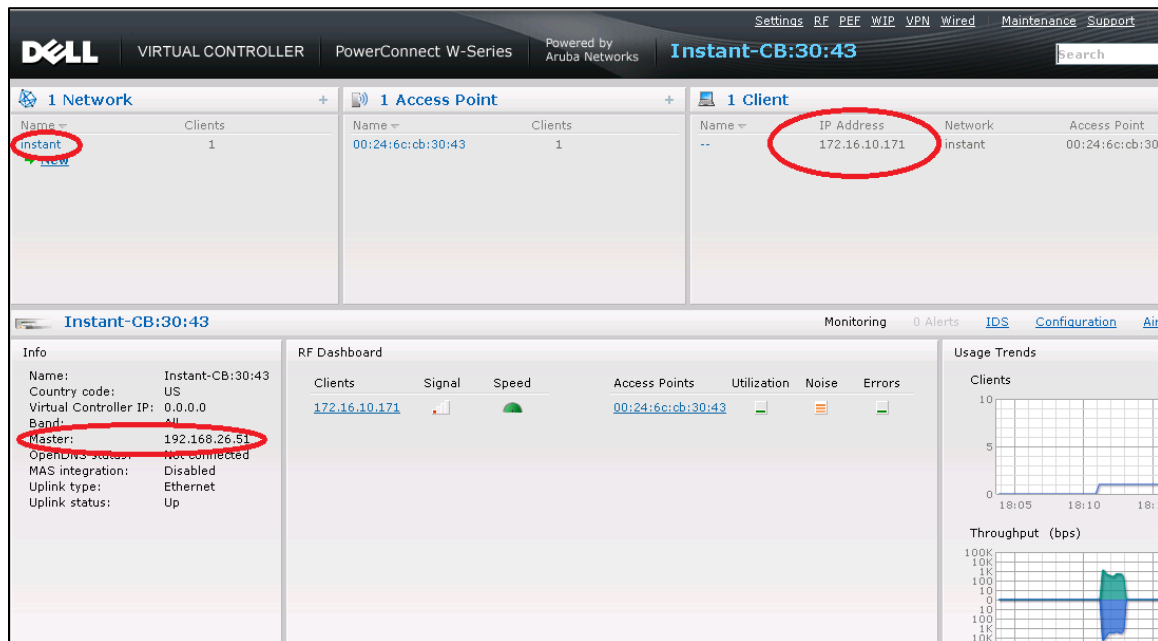 Settings RF PEF WIP VPN Wired Maintenance Support
DELL VIRTUAL CONTROLLER PowerConnect W-Series Powered by Aruba Networks Instant-CB:30:43 Search
1 Network + 1 Access Point + 1 Client
Name Clients Name Clients Name IP Address Network Access Point
instant 1 00:24:6c:cb:30:43 1 -- 172.16.10.171 instant 00:24:6c:cb:30
New
Instant-CB:30:43 Monitoring 0 Alerts IDS Configuration Air
Info RF Dashboard Usage Trends
Name: Instant-CB:30:43
Country code: US
Virtual Controller IP: 0.0.0.0
Band: All
Master: 192.168.26.51
OpenDNS status: Not connected
MAS integration: Disabled
Uplink type: Ethernet
Uplink status: Up
Clients Signal Speed Access Points Utilization Noise Errors
172.16.10.171 00:24:6c:cb:30:43
Clients
10
5
0
18:05 18:10 18:
Throughput (bps)
100K
10K
1K
100
10
0
10
100
1K
10K